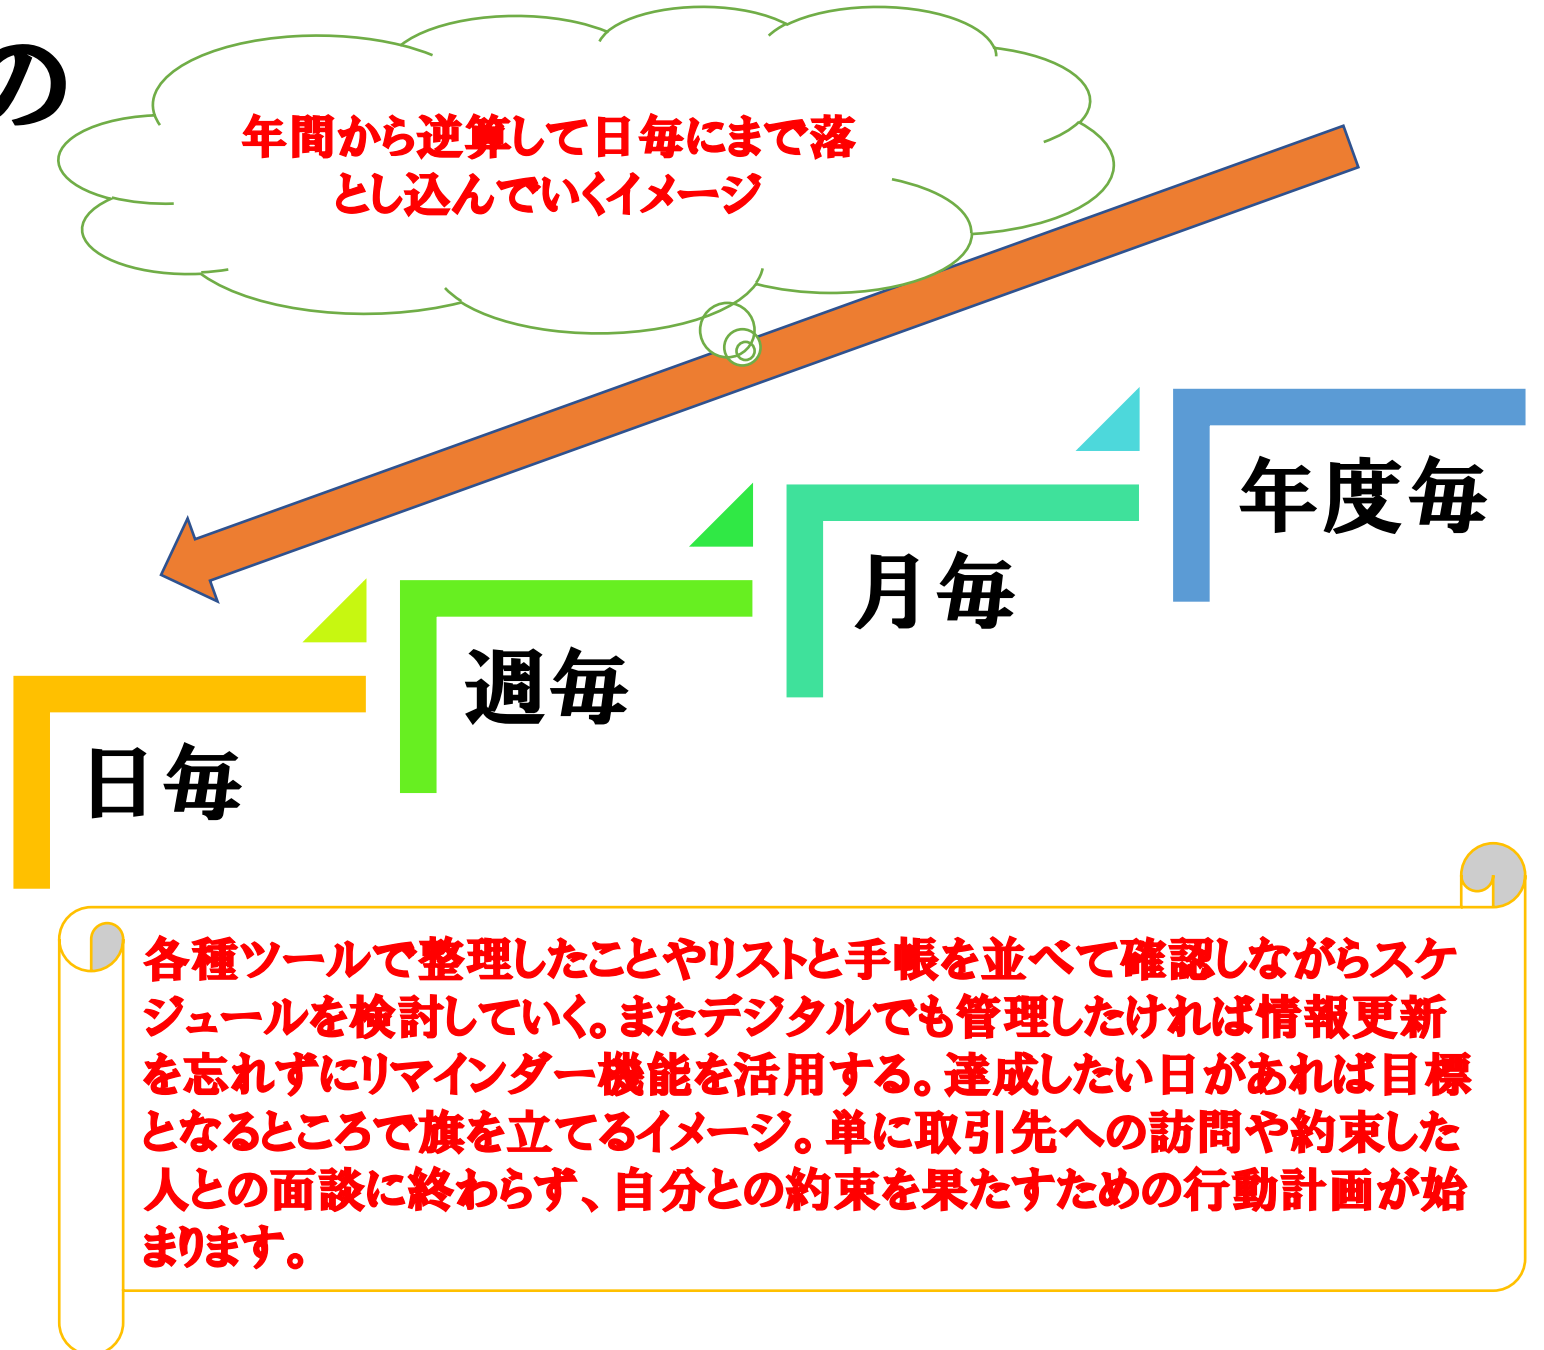 の
年間から逆算して日毎にまで落
とし込んでいくイメージ
年度毎
月毎
週毎
日毎
各種ツールで整理したことやリストと手帳を並べて確認しながらスケ
ジュールを検討していく。またデジタルでも管理したければ情報更新
を忘れずにリマインダー機能を活用する。達成したい日があれば目標
となるところで旗を立てるイメージ。単に取引先への訪問や約束した
人との面談に終わらず、自分との約束を果たすための行動計画が始
まります。